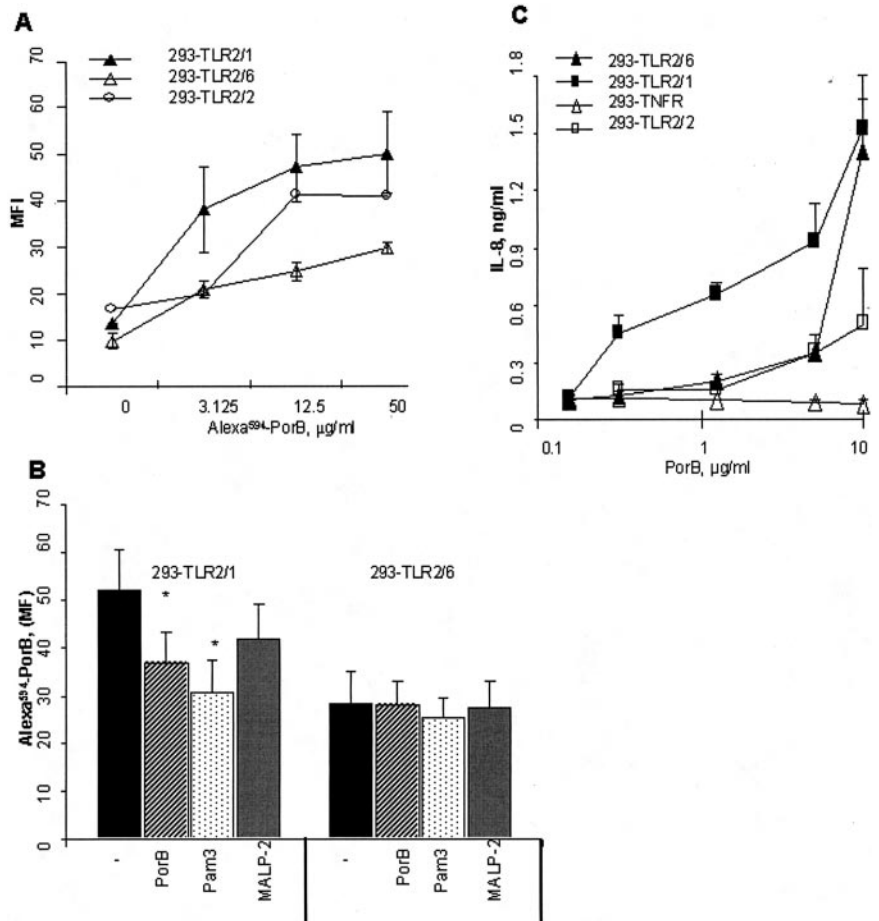 A
293-TLR2/1
293-TLR2/6
293-TLR2/2
70
60
50
40
30
20
10
0
MFI
0 3.125 12.5 50
Alexa⁵⁹⁴-PorB, µg/ml
C
293-TLR2/6
293-TLR2/1
293-TNFR
293-TLR2/2
1.8
1.5
1.2
0.9
0.6
0.3
0
IL-8, ng/ml
0.1 1 10
PorB, µg/ml
B
70
60
50
40
30
20
10
0
Alexa⁵⁹⁴-PorB, (MF)
293-TLR2/1
293-TLR2/6
* *
- PorB Pam3 MALP-2
- PorB Pam3 MALP-2